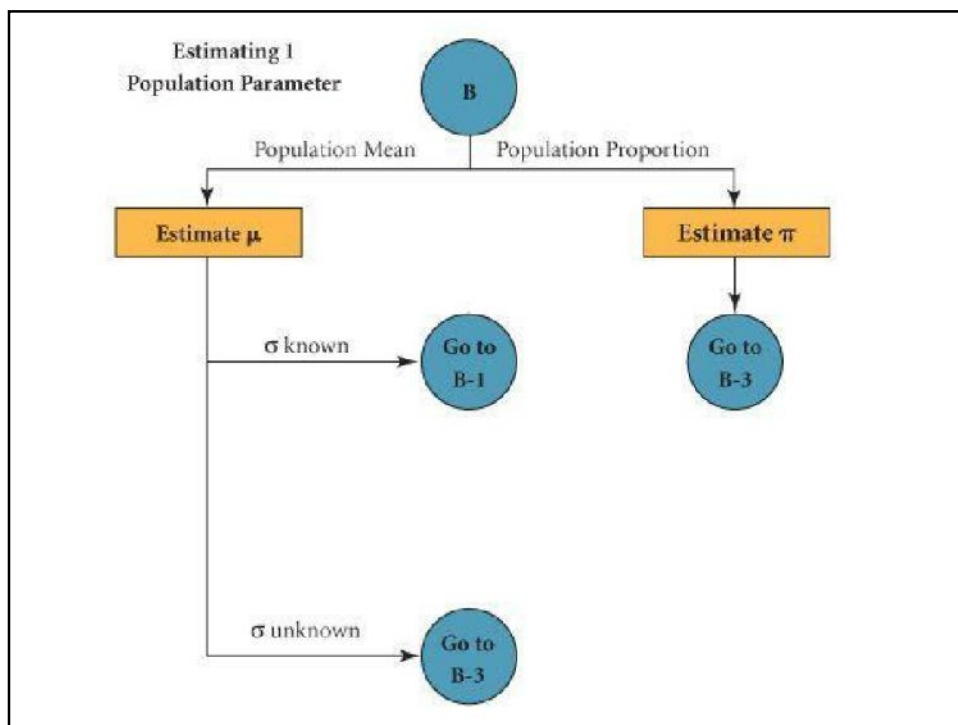 Estimating 1
Population Parameter
B
Population Mean
Population Proportion
Estimate μ
Estimate π
σ known
Go to
B-1
Go to
B-3
σ unknown
Go to
B-3